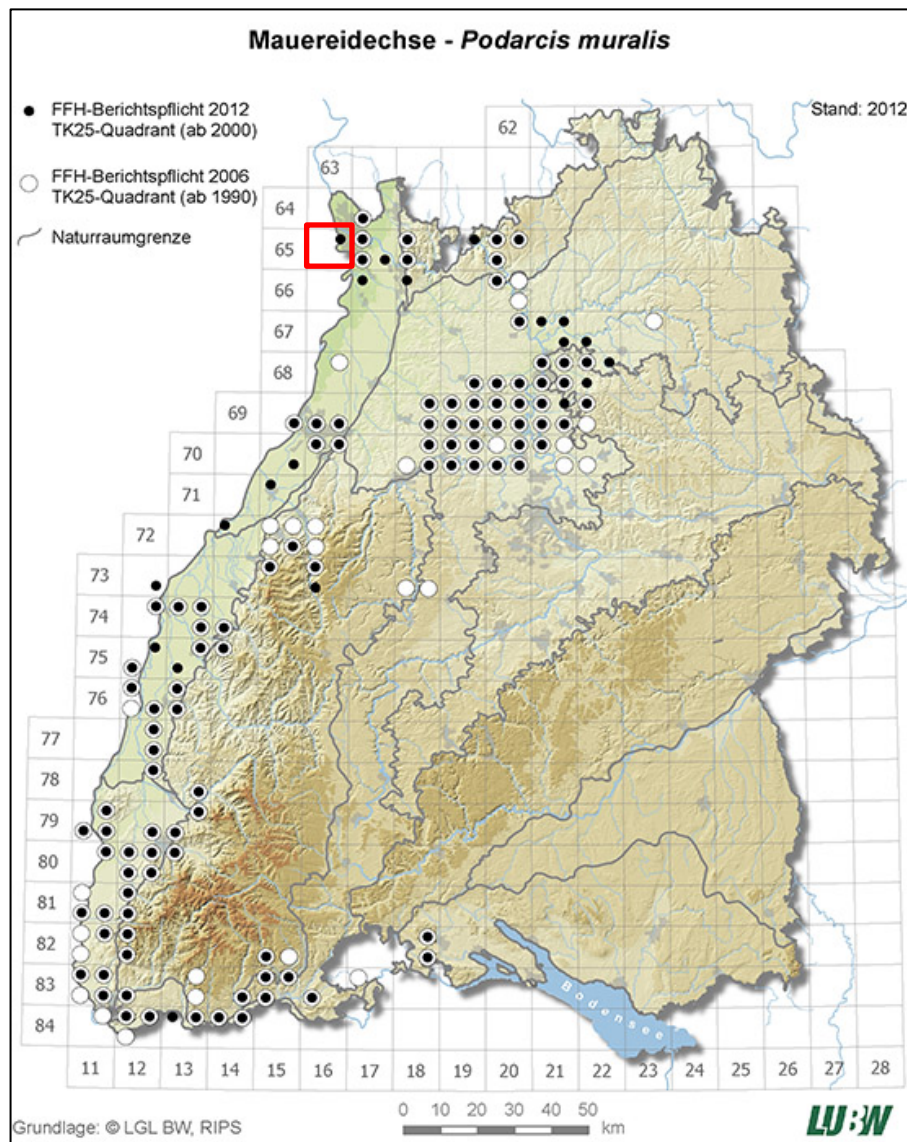 Mauereidechse - Podarcis muralis
FFH-Berichtspflicht 2012
TK25-Quadrant (ab 2000)
FFH-Berichtspflicht 2006
TK25-Quadrant (ab 1990)
Naturraumgrenze
Stand: 2012
62
63
64
65
66
67
68
69
70
71
72
73
74
75
76
77
78
79
80
81
82
83
84
Bodensee
11 12 13 14 15 16 17 18 19 20 21 22 23 24 25 26 27 28
Grundlage: © LGL BW, RIPS
0 10 20 30 40 50
km
LUBW